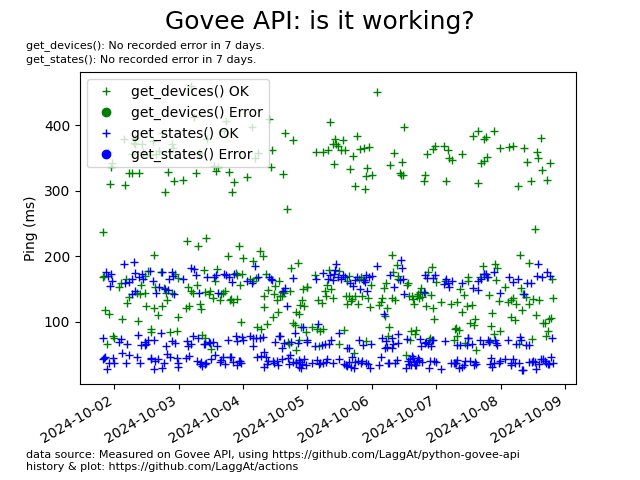 Govee API: is it working?
get_devices(): No recorded error in 7 days.
get_states(): No recorded error in 7 days.
get_devices() OK
get_devices() Error
get_states() OK
get_states() Error
Ping (ms)
400
300
200
100
2024-10-02
2024-10-03
2024-10-04
2024-10-05
2024-10-06
2024-10-07
2024-10-08
2024-10-09
data source: Measured on Govee API, using https://github.com/LaggAt/python-govee-api
history & plot: https://github.com/LaggAt/actions